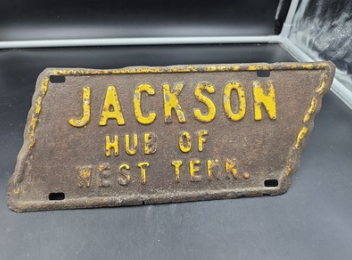 JACKSON
HUB OF
WEST TENN.